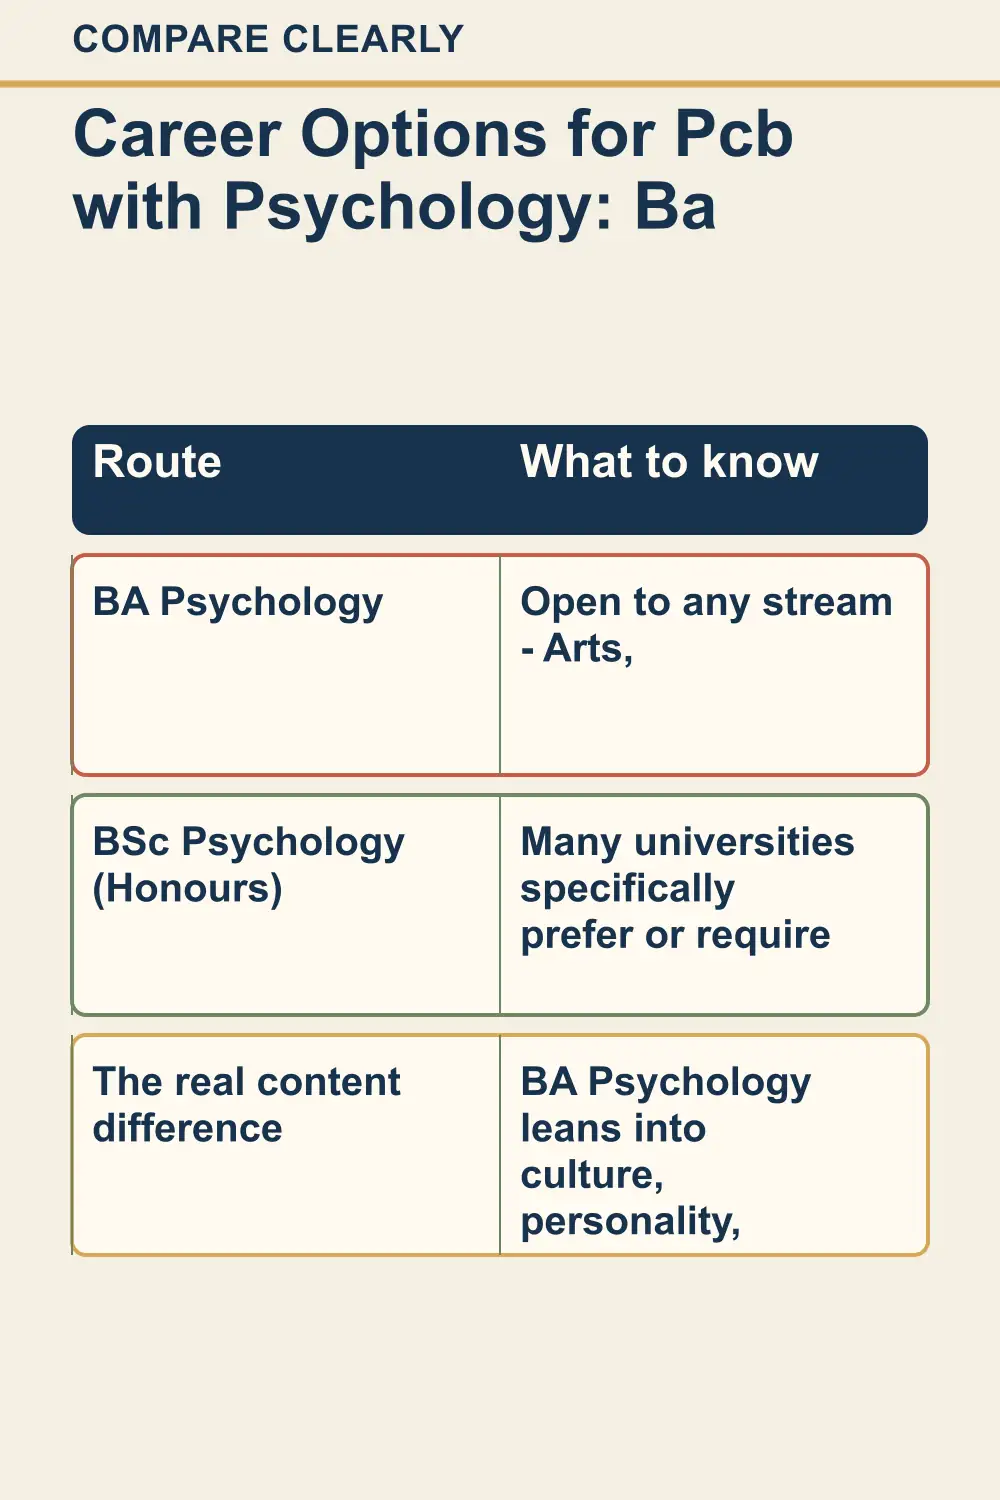 COMPARE CLEARLY
Career Options for Pcb
with Psychology: Ba
Route
What to know
BA Psychology
Open to any stream
- Arts,
BSc Psychology
(Honours)
Many universities
specifically
prefer or require
The real content
difference
BA Psychology
leans into
culture,
personality,